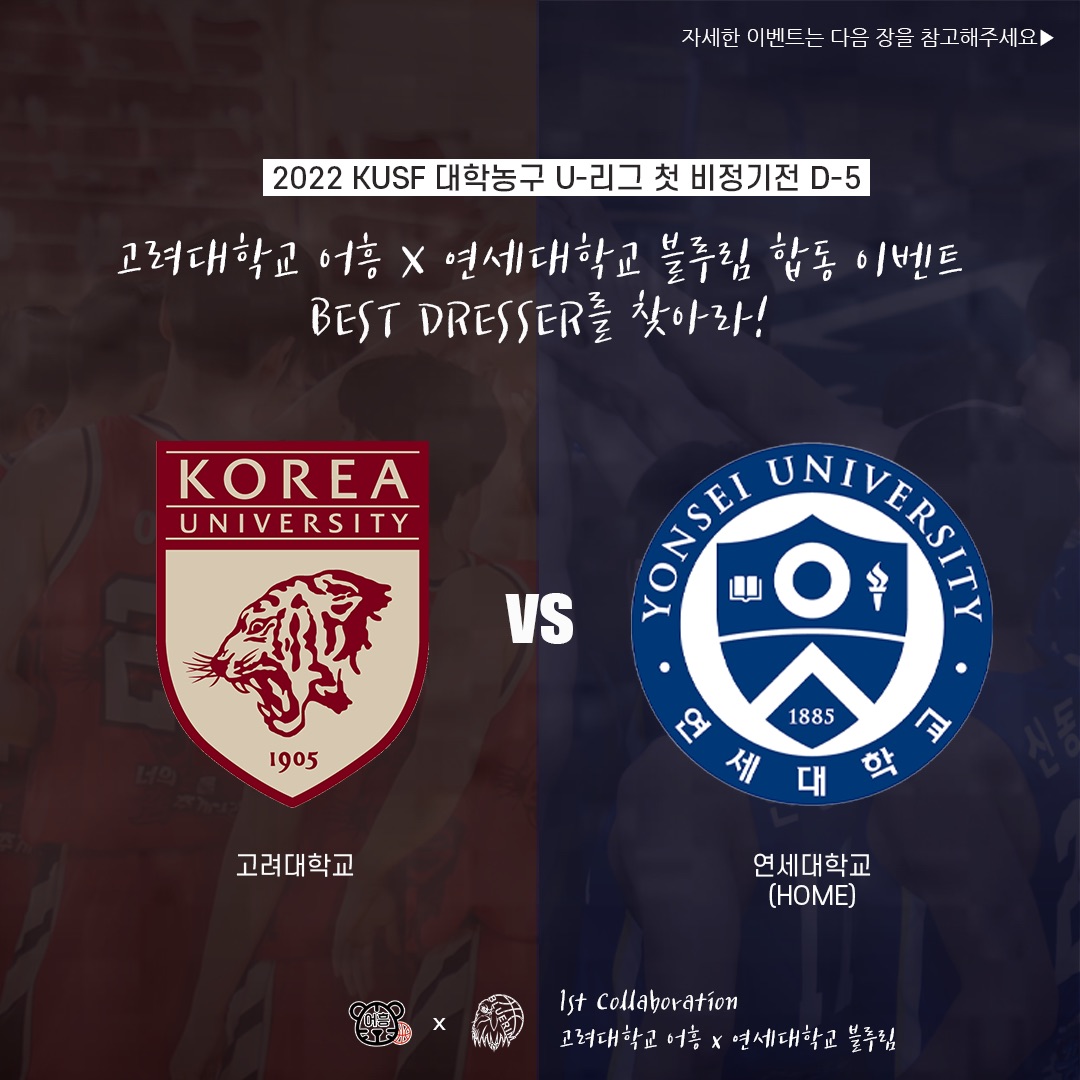 자세한 이벤트는 다음 장을 참고해주세요▶
2022 KUSF 대학농구 U-리그 첫 비정기전 D-5
고려대학교 어흥 X 연세대학교 블루림 합동 이벤트
BEST DRESSER를 찾아라!
KOREA
UNIVERSITY
1905
VS
YONSEI UNIVERSITY
1885
연세대학교
고려대학교
연세대학교
(HOME)
어흥
x
1st Collaboration
고려대학교 어흥 x 연세대학교 블루림